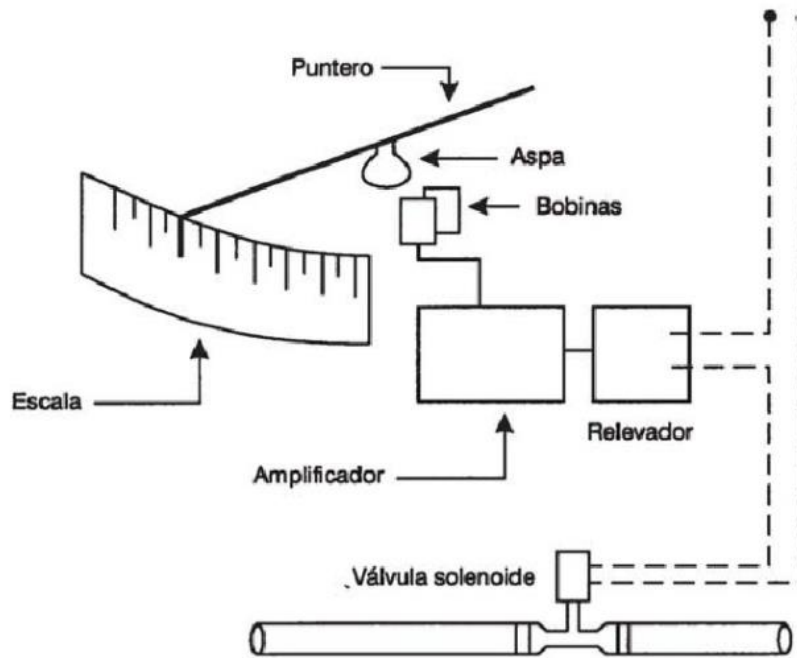 Puntero
Aspa
Bobinas
Escala
Relevador
Amplificador
Válvula solenoide